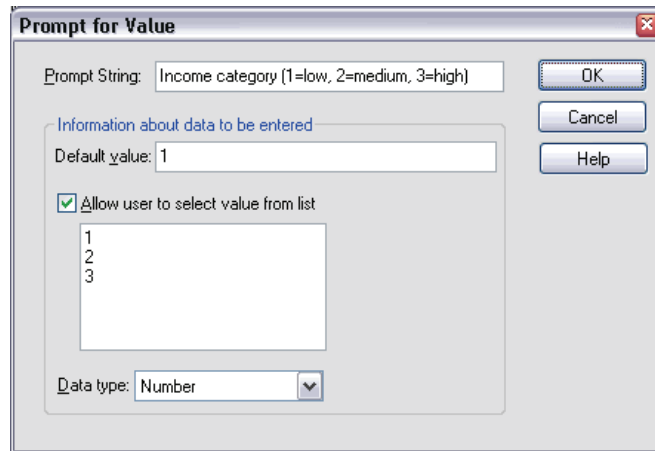 Prompt for Value
Prompt String: Income category (1=low, 2=medium, 3=high)
OK
Cancel
Help
Information about data to be entered
Default value: 1
Allow user to select value from list
1
2
3
Data type: Number